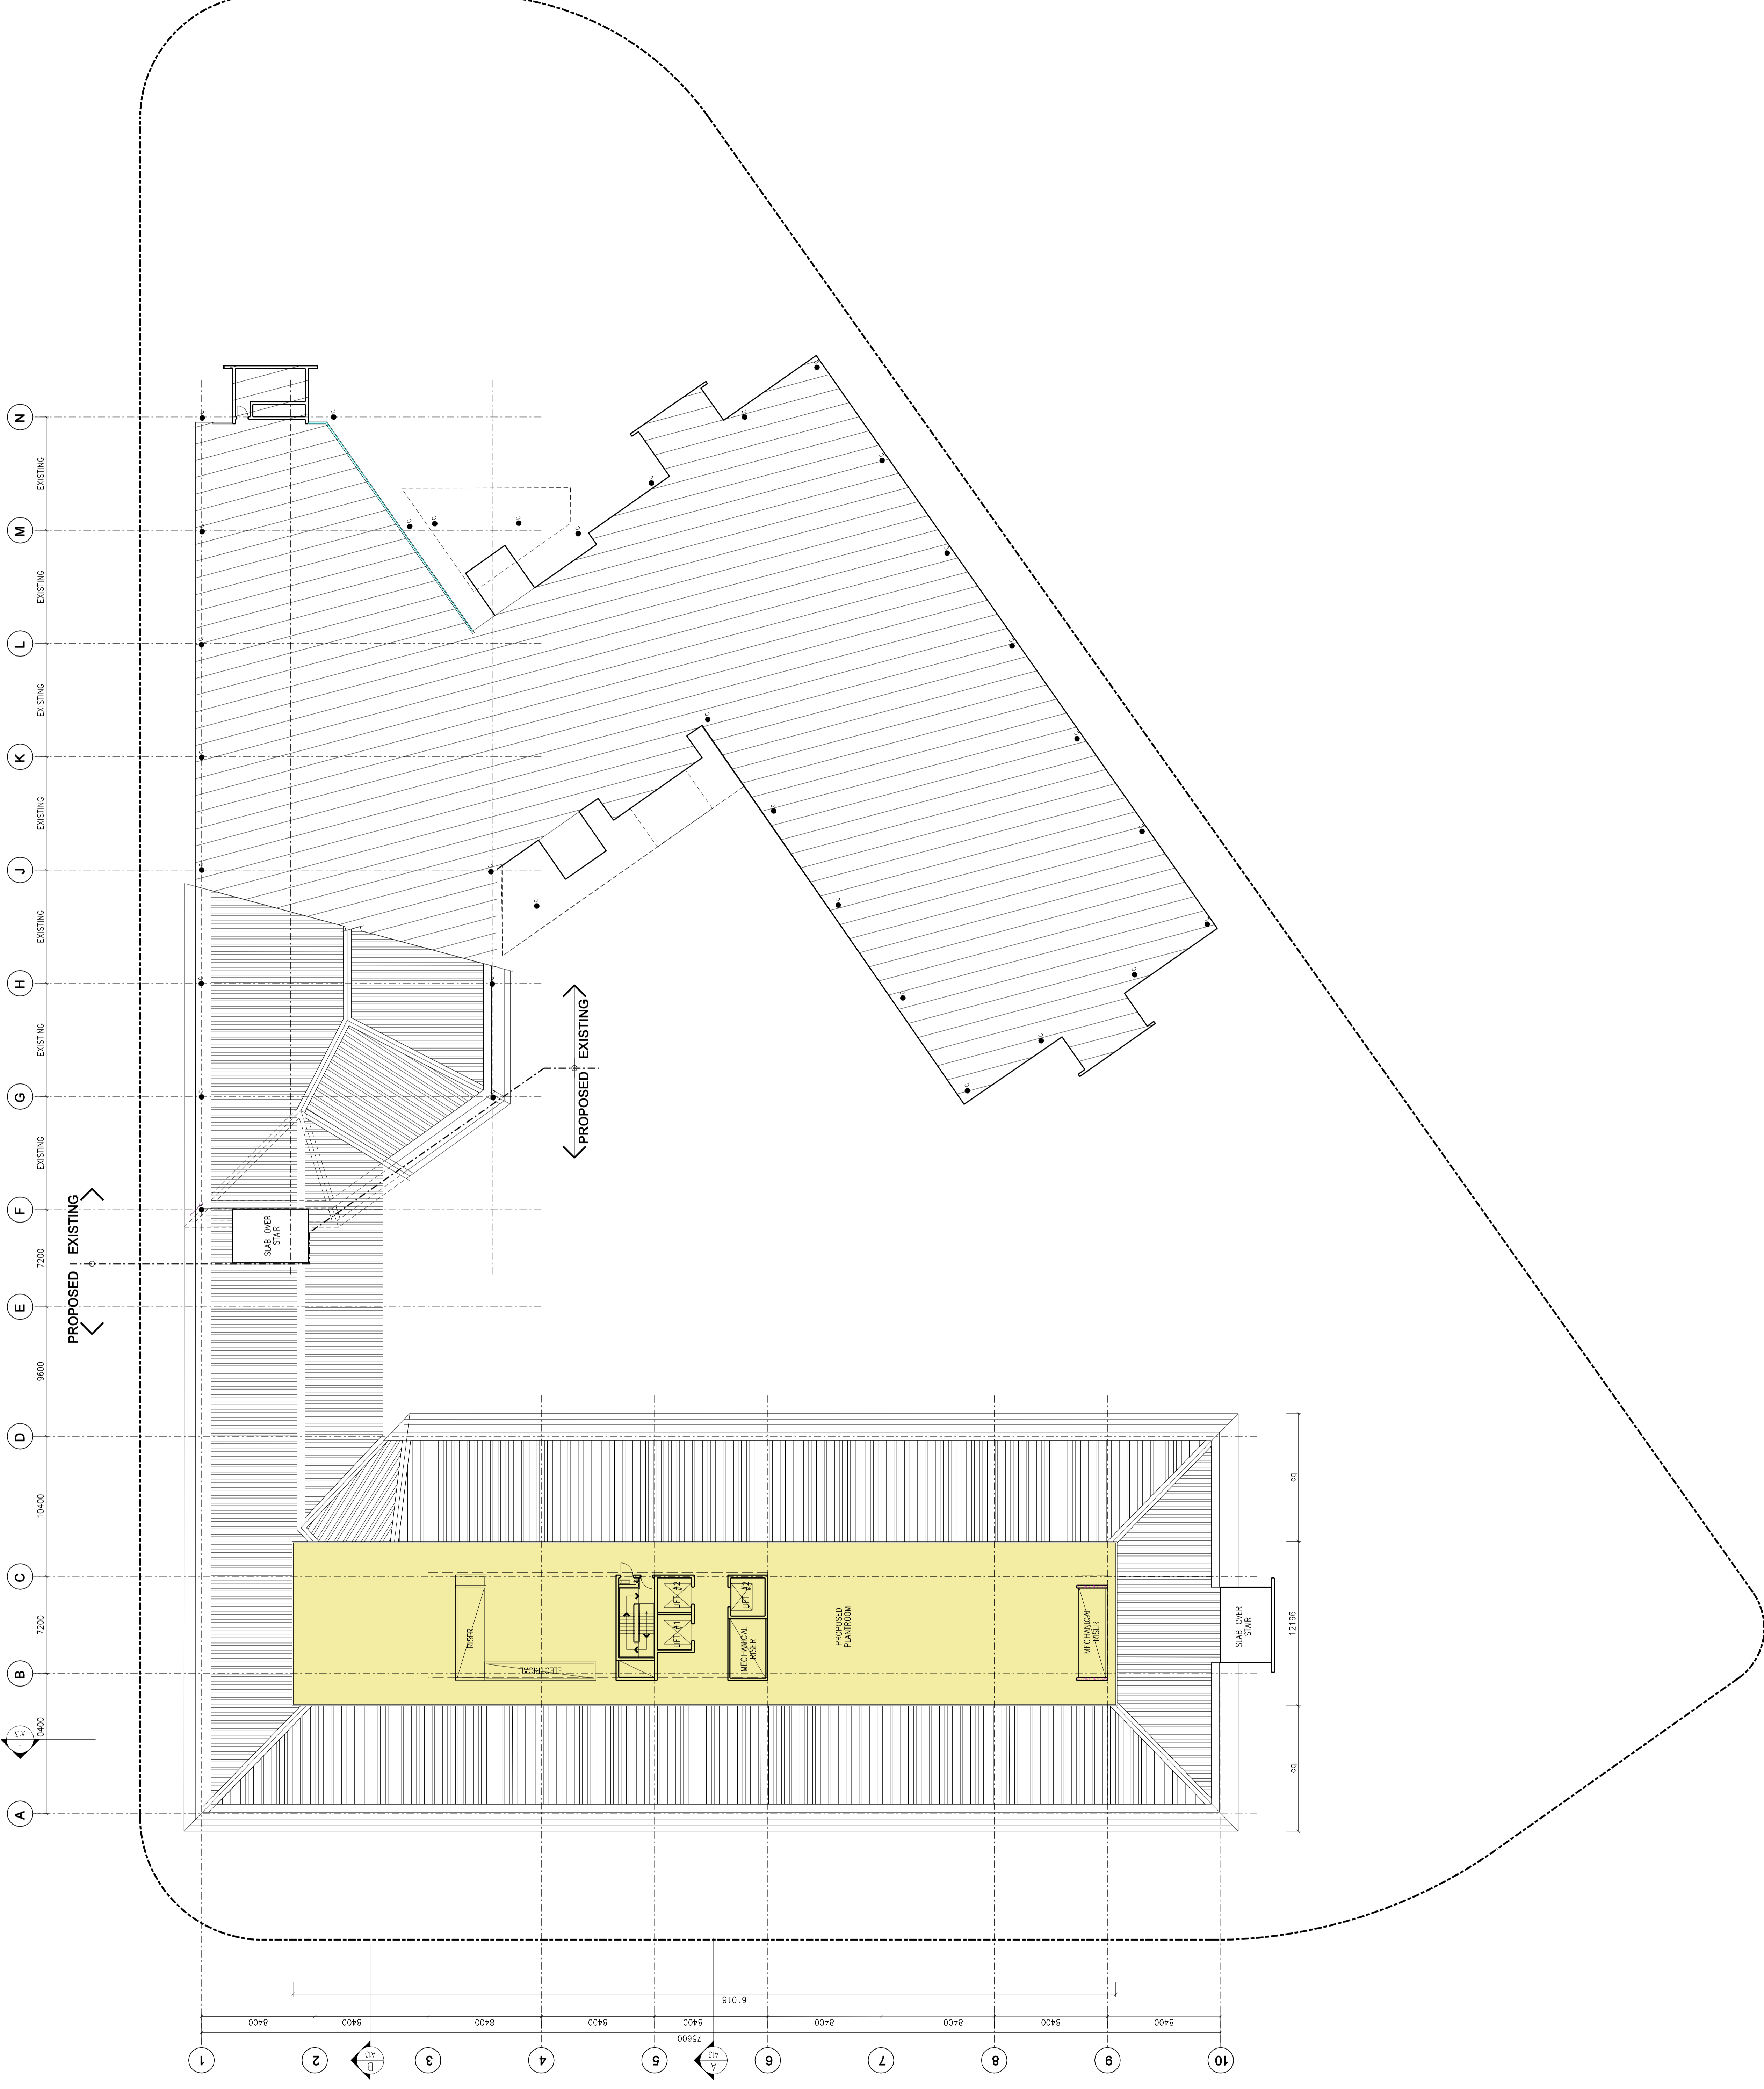 N
EXISTING
M
EXISTING
L
EXISTING
K
EXISTING
J
EXISTING
H
EXISTING
G
EXISTING
F
7200
E
9600
D
10400
C
7200
B
0400
A
-
A13
PROPOSED
EXISTING
PROPOSED
EXISTING
SLAB OVER
STAIR
RISER
ELECTRICAL
LIFT #1
LIFT #2
LIFT #2
MECHANICAL
RISER
PROPOSED
PLANTROOM
MECHANICAL
RISER
SLAB OVER
STAIR
eq
12196
eq
61018
8400
8400
8400
8400
8400
8400
8400
8400
8400
75600
1
2
B
A13
3
4
5
A
A13
6
7
8
9
10